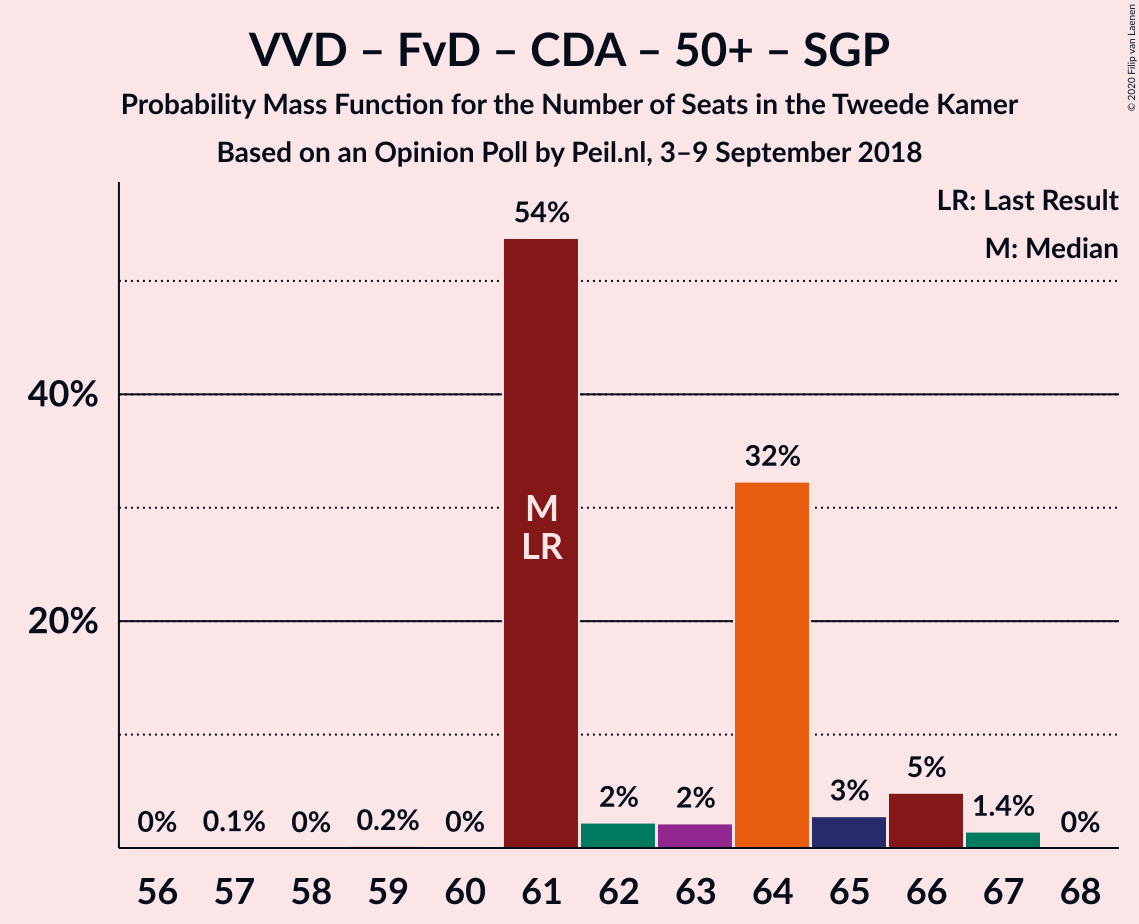 VVD – FvD – CDA – 50+ – SGP
Probability Mass Function for the Number of Seats in the Tweede Kamer
Based on an Opinion Poll by Peil.nl, 3–9 September 2018
© 2020 Filip van Laenen
LR: Last Result
M: Median
40%
20%
0%
0.1%
0%
0.2%
0%
54%
M
LR
2%
2%
32%
3%
5%
1.4%
0%
56 57 58 59 60 61 62 63 64 65 66 67 68